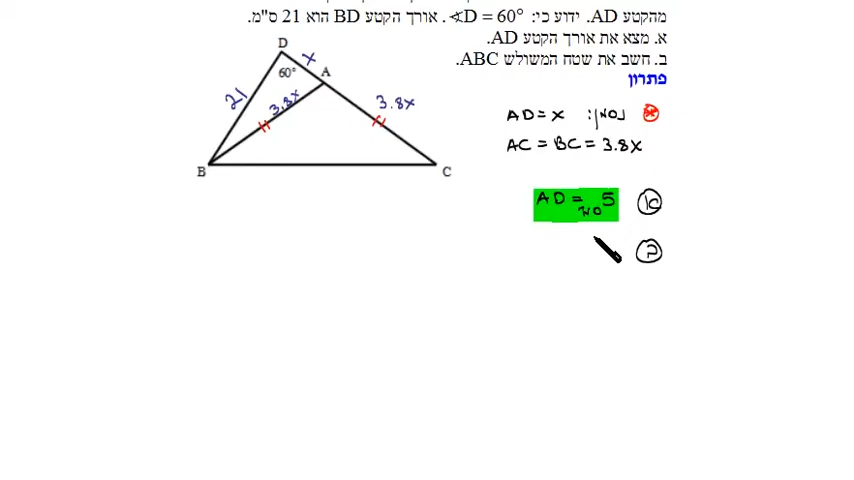 מהקטע AD. ידוע כי: ∢D = 60° . אורך הקטע BD הוא 21 ס"מ.
א. מצא את אורך הקטע AD.
ב. חשב את שטח המשולש ABC.
פתרון
D
x
60°
A
21
3.8x
3.8x
B
C
נסמן: AD = x
AC = BC = 3.8x
א
AD = 5 ס"מ
ב